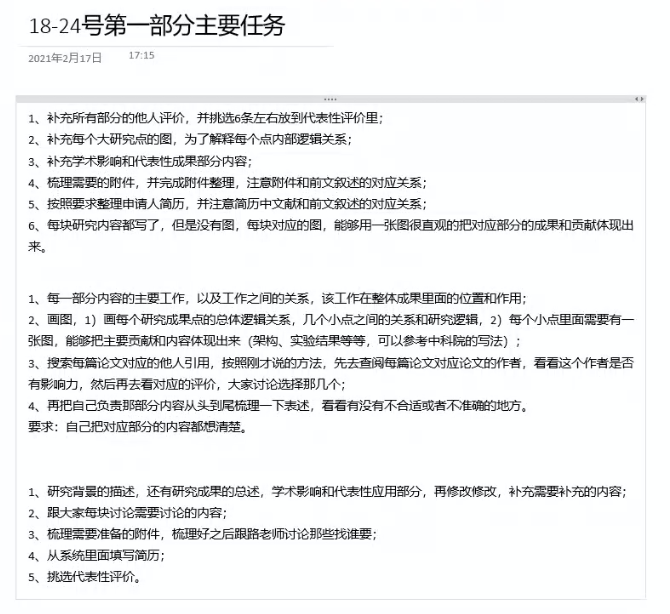 18-24号第一部分主要任务
2021年2月17日 17:15
1、补充所有部分的他人评价，并挑选6条左右放到代表性评价里；
2、补充每个大研究点的图，为了解释每个点内部逻辑关系；
3、补充学术影响和代表性成果部分内容；
4、梳理需要的附件，并完成附件整理，注意附件和前文叙述的对应关系；
5、按照要求整理申请人简历，并注意简历中文献和前文叙述的对应关系；
6、每块研究内容都写了，但是没有图，每块对应的图，能够用一张图很直观的把对应部分的成果和贡献体现出
来。
1、每一部分内容的主要工作，以及工作之间的关系，该工作在整体成果里面的位置和作用；
2、画图，1）画每个研究成果点的总体逻辑关系，几个小点之间的关系和研究逻辑，2）每个小点里面需要有一
张图，能够把主要贡献和内容体现出来（架构、实验结果等等，可以参考中科院的写法）；
3、搜索每篇论文对应的他人引用，按照刚才说的方法，先去查阅每篇论文对应论文的作者，看看这个作者是否
有影响力，然后再去看对应的评价，大家讨论选择那几个；
4、再把自己负责那部分内容从头到尾梳理一下表述，看看有没有不合适或者不准确的地方。
要求：自己把对应部分的内容都想清楚。
1、研究背景的描述，还有研究成果的总述，学术影响和代表性应用部分，再修改修改，补充需要补充的内容；
2、跟大家每块讨论需要讨论的内容；
3、梳理需要准备的附件，梳理好之后跟路老师讨论那些找谁要；
4、从系统里面填写简历；
5、挑选代表性评价。